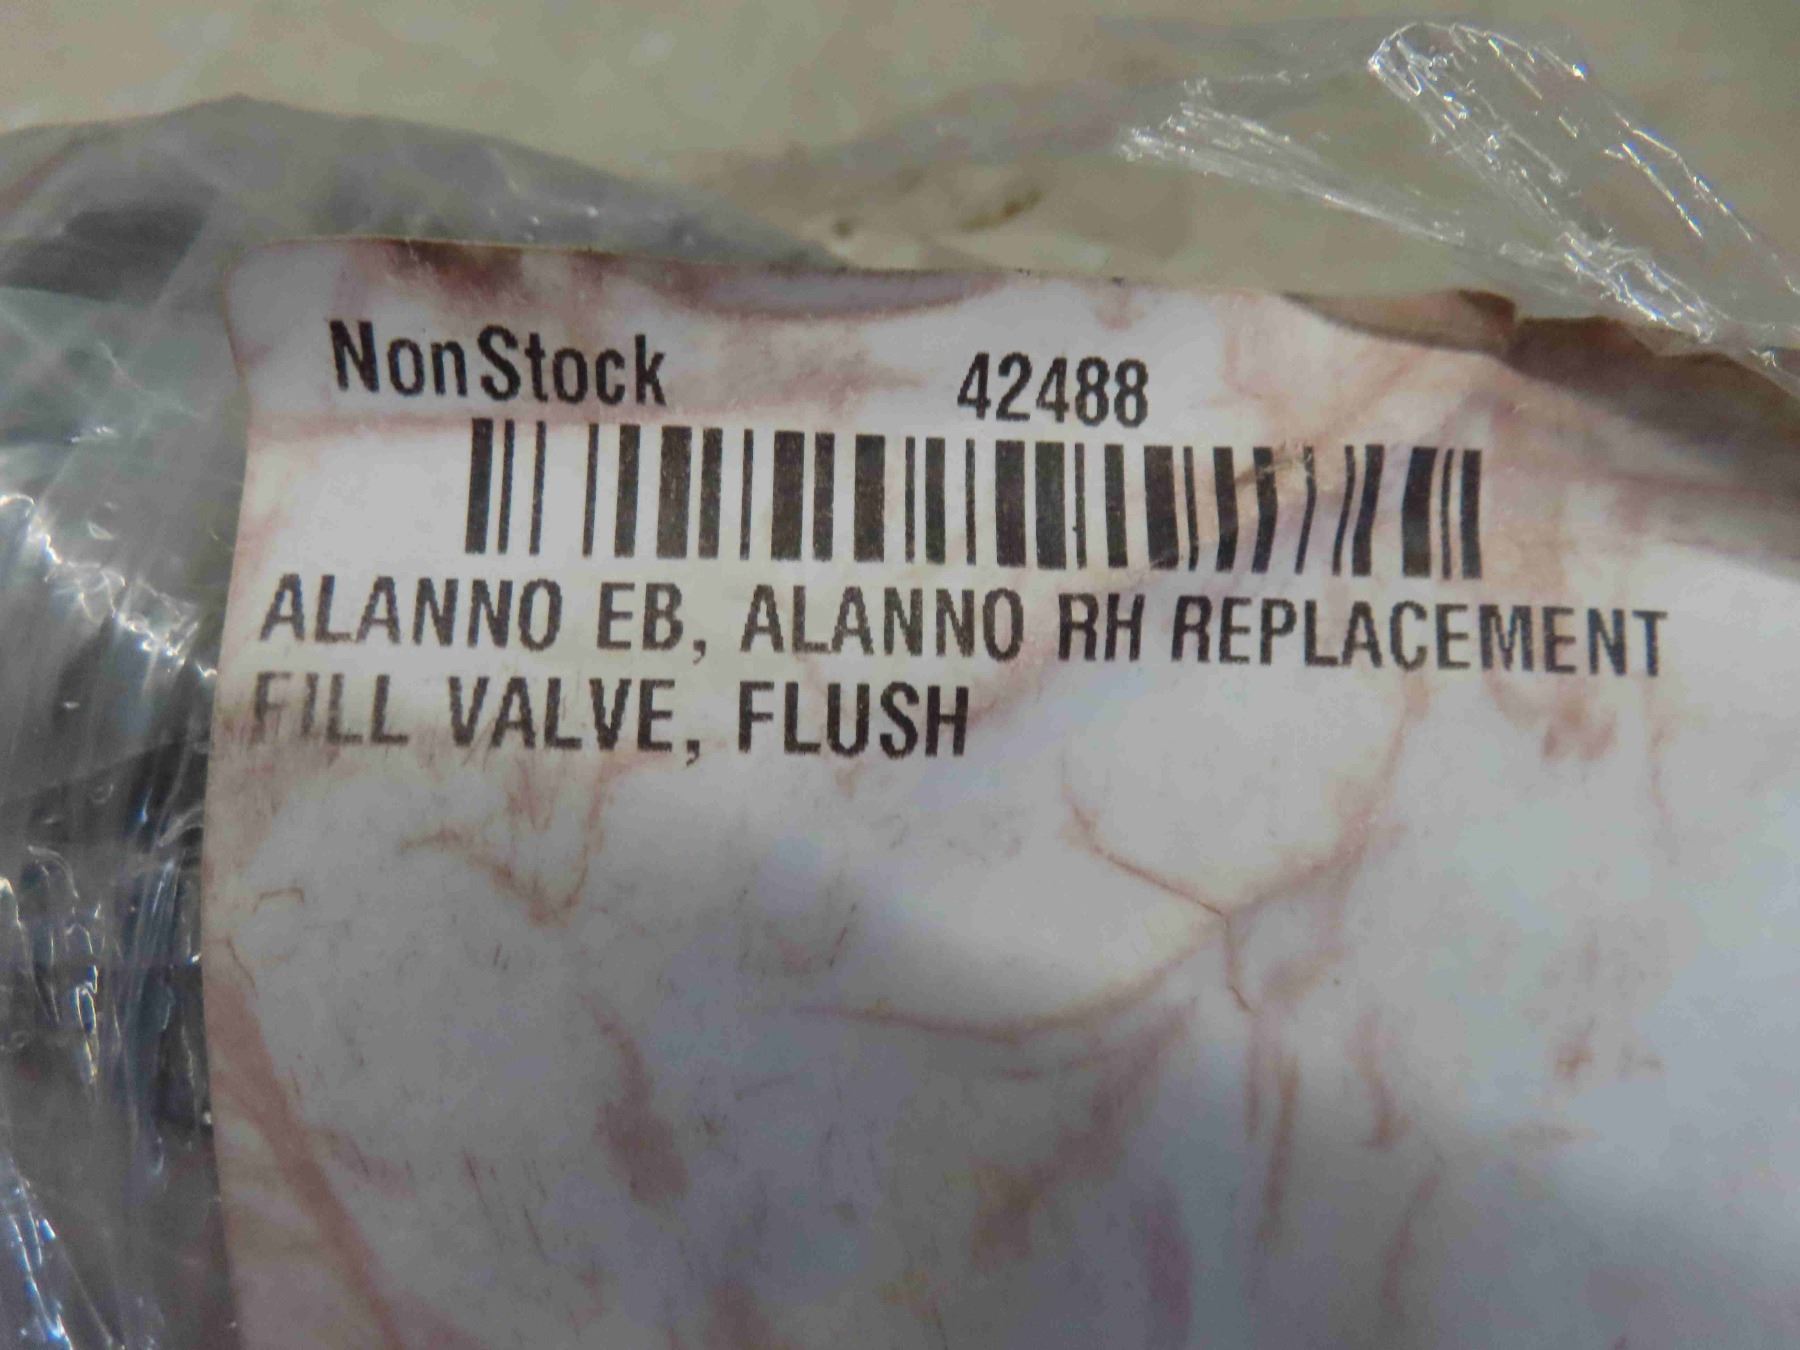 NonStock 42488
ALANNO EB, ALANNO RH REPLACEMENT
FILL VALVE, FLUSH